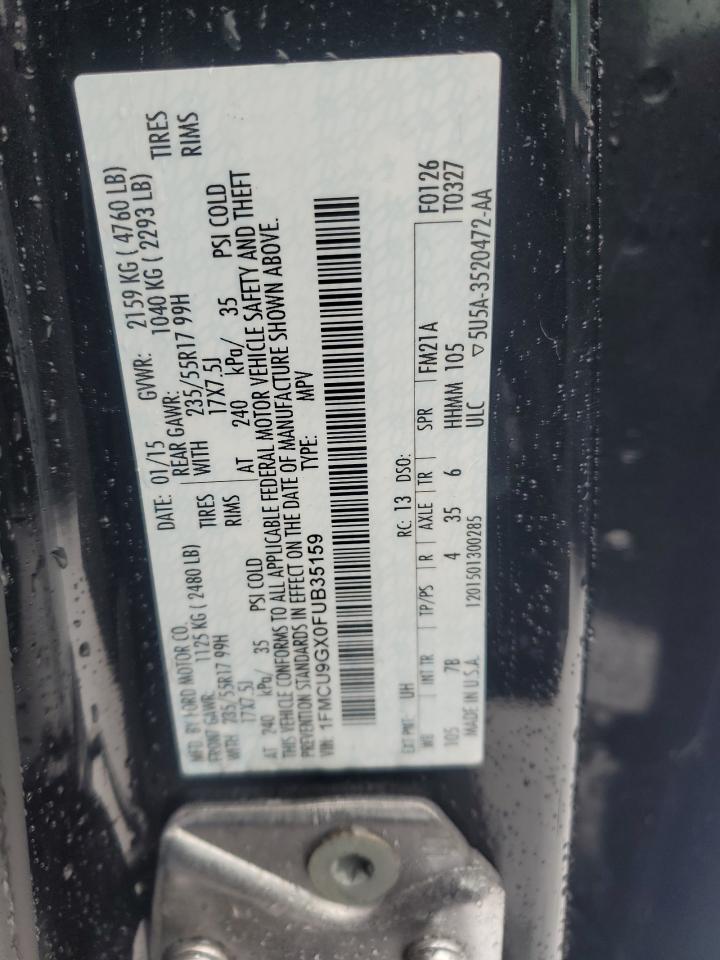 MFD. BY FORD MOTOR CO.
DATE: 01/15 GVWR: 2159 KG ( 4760 LB)
FRONT GAWR: 1125 KG ( 2480 LB) REAR GAWR: 1040 KG ( 2293 LB)
WITH 235/55R17 99H TIRES WITH 235/55R17 99H TIRES
17X7.5J RIMS 17X7.5J RIMS
AT 240 kPa/ 35 PSI COLD AT 240 kPa/ 35 PSI COLD
THIS VEHICLE CONFORMS TO ALL APPLICABLE FEDERAL MOTOR VEHICLE SAFETY AND THEFT
PREVENTION STANDARDS IN EFFECT ON THE DATE OF MANUFACTURE SHOWN ABOVE.
VIN: 1FMCU9GX0FUB35159 TYPE: MPV
EXT PNT: UH RC: 13 DSO: F0126
WB INT TR TP/PS R AXLE TR SPR T0327
105 7B 4 35 6 HHMM 105 FM21A
MADE IN U.S.A. 1201501300285 ULC ▽5U5A-3520472-AA